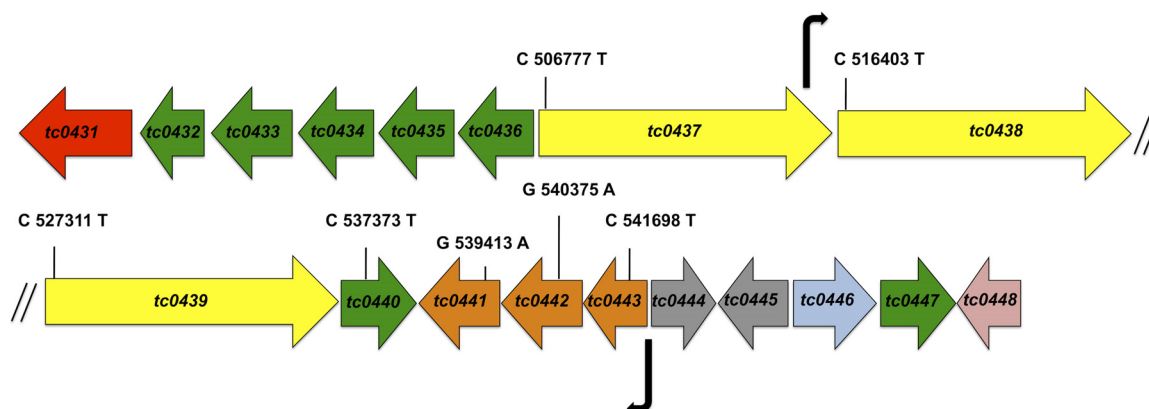 C 506777 T
C 516403 T
tc0431
tc0432
tc0433
tc0434
tc0435
tc0436
tc0437
tc0438
//
C 527311 T
C 537373 T
G 539413 A
G 540375 A
C 541698 T
//
tc0439
tc0440
tc0441
tc0442
tc0443
tc0444
tc0445
tc0446
tc0447
tc0448